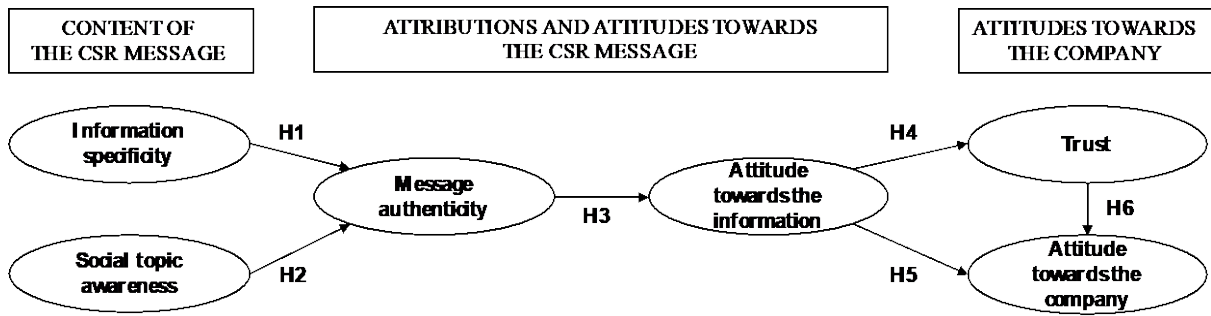 CONTENT OF
THE CSR MESSAGE
ATTRIBUTIONS AND ATTITUDES TOWARDS
THE CSR MESSAGE
ATTITUDES TOWARDS
THE COMPANY
Information
specificity
H1
Social topic
awareness
H2
Message
authenticity
H3
Attitude
towards the
information
H4
H5
Trust
H6
Attitude
towards the
company